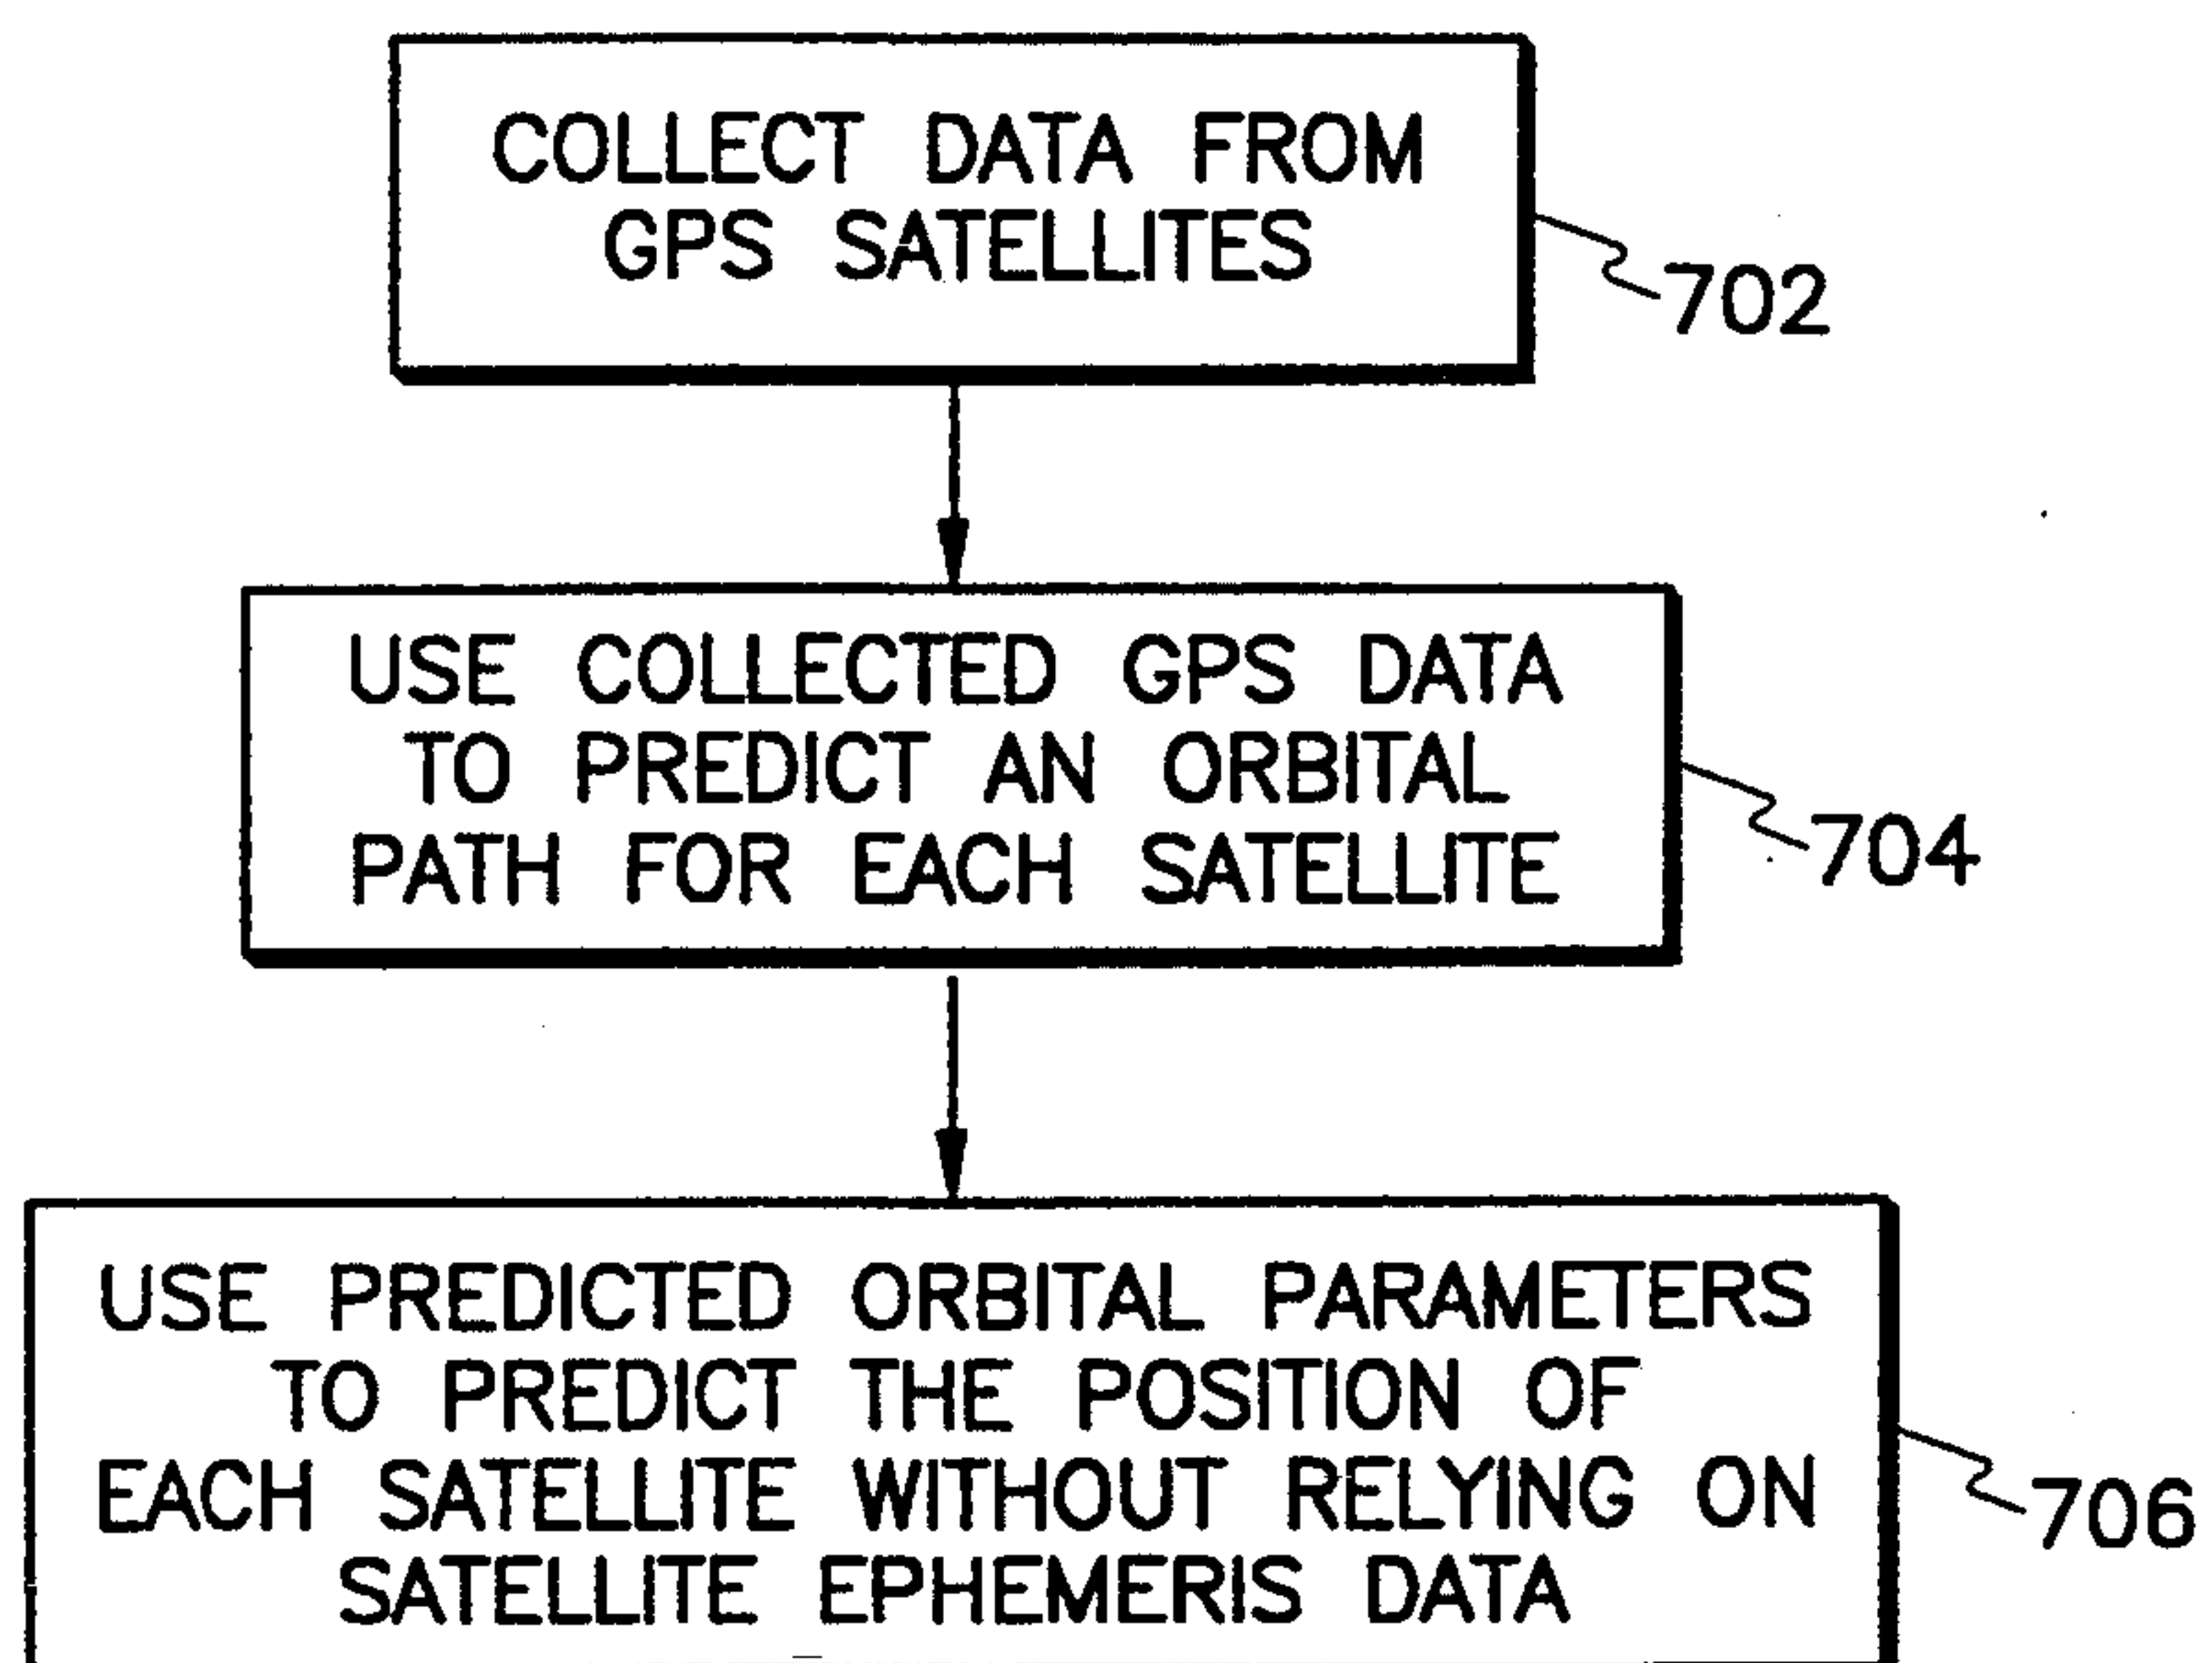 COLLECT DATA FROM
GPS SATELLITES
702
USE COLLECTED GPS DATA
TO PREDICT AN ORBITAL
PATH FOR EACH SATELLITE
704
USE PREDICTED ORBITAL PARAMETERS
TO PREDICT THE POSITION OF
EACH SATELLITE WITHOUT RELYING ON
SATELLITE EPHEMERIS DATA
706